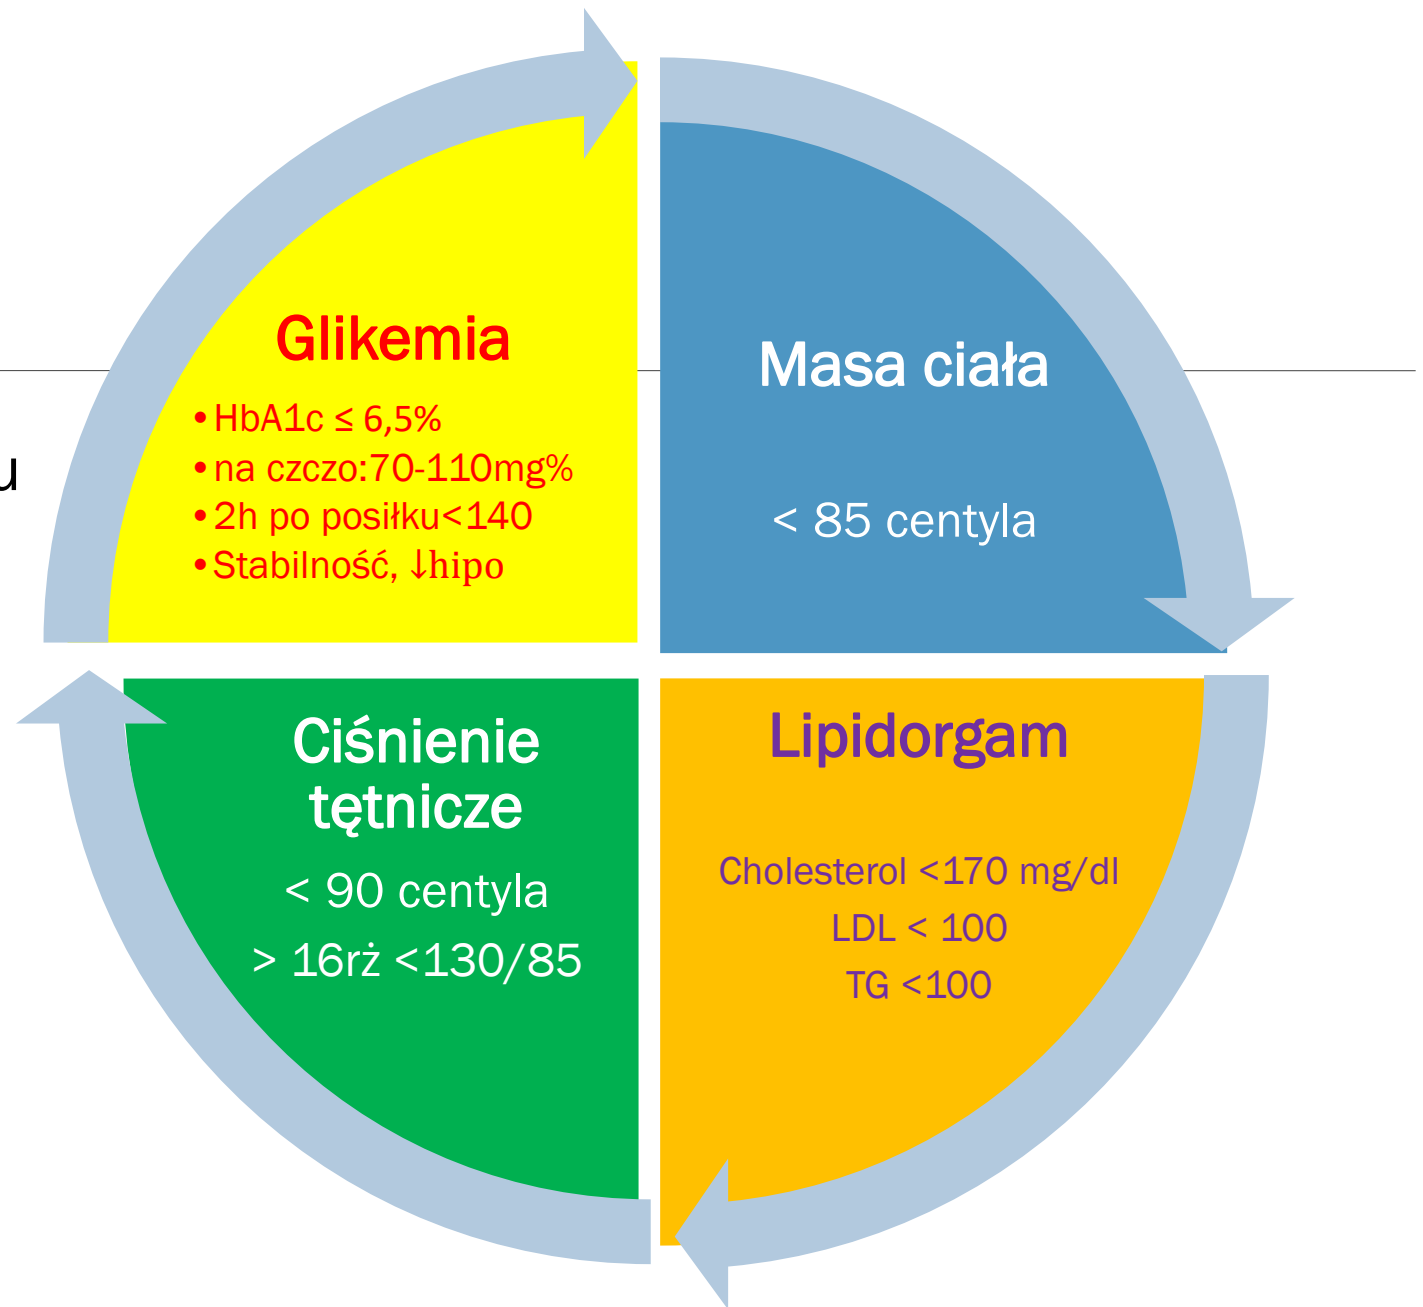 Glikemia
•HbA1c ≤ 6,5%
•na czczo:70-110mg%
•2h po posiłku<140
•Stabilność, ↓hipo
Masa ciała
< 85 centyla
u
Ciśnienie
tętnicze
< 90 centyla
> 16rż <130/85
Lipidorgam
Cholesterol <170 mg/dl
LDL < 100
TG <100